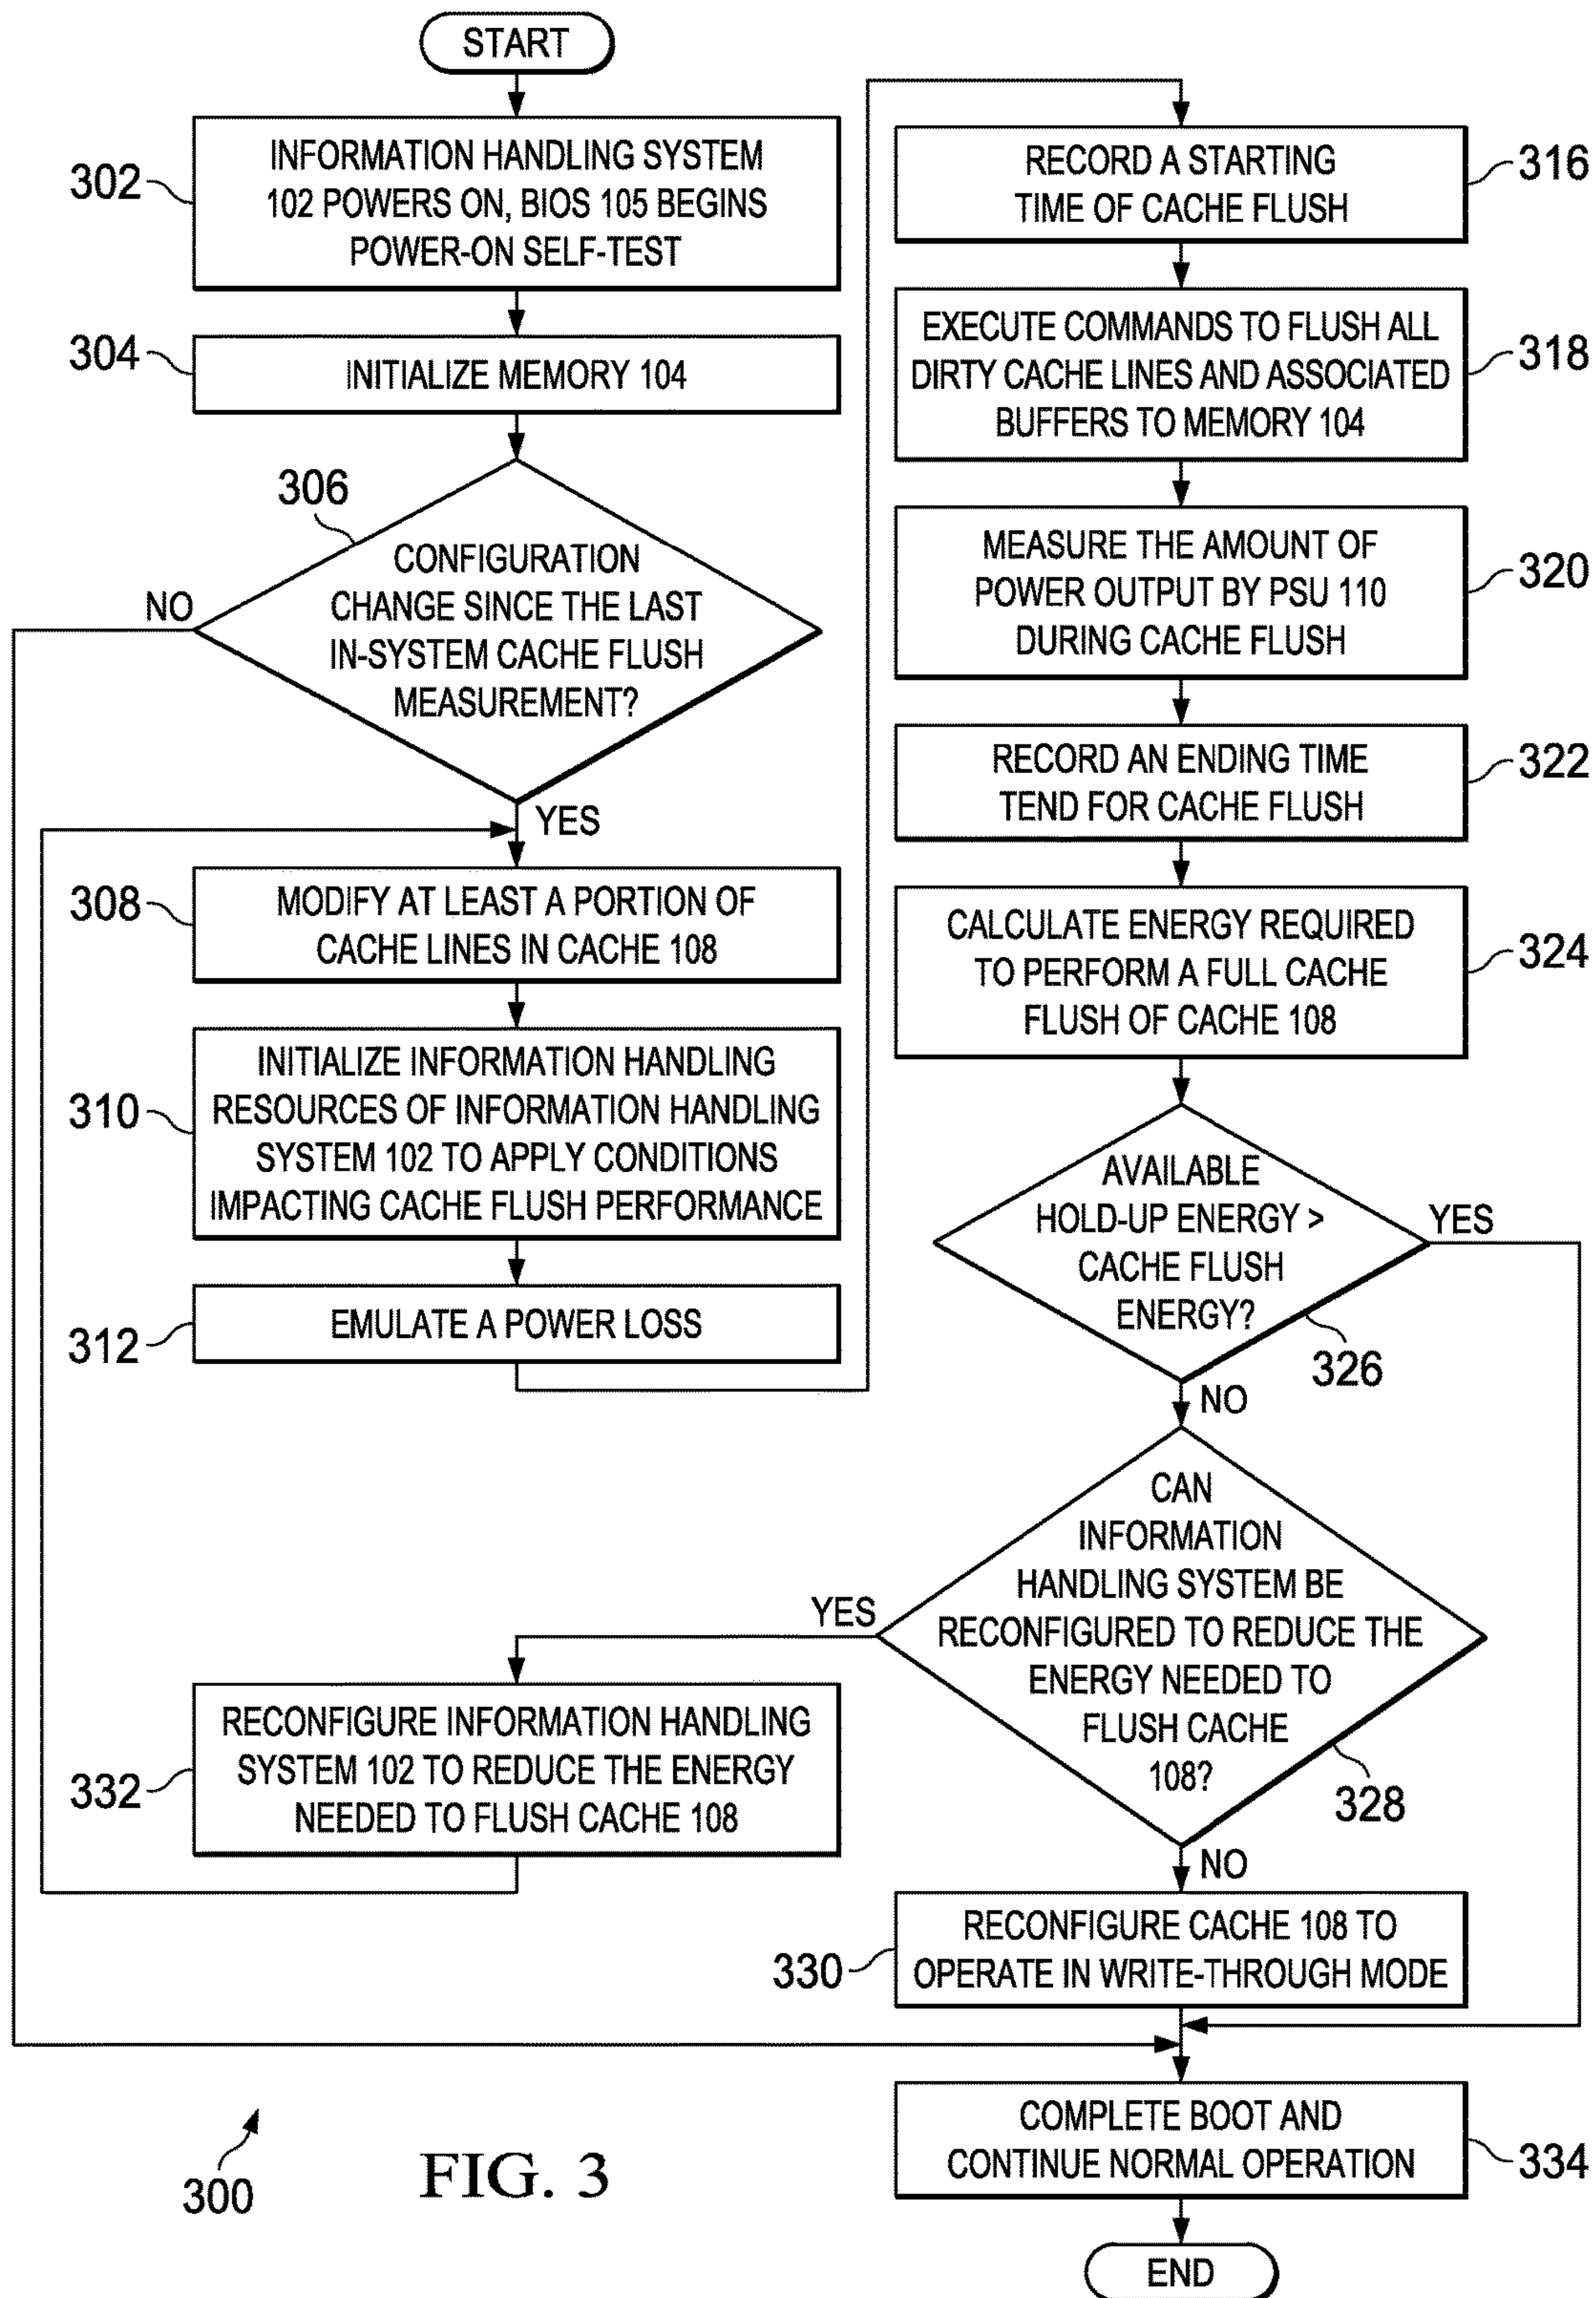 START
302
INFORMATION HANDLING SYSTEM
102 POWERS ON, BIOS 105 BEGINS
POWER-ON SELF-TEST
304
INITIALIZE MEMORY 104
306
CONFIGURATION
CHANGE SINCE THE LAST
IN-SYSTEM CACHE FLUSH
MEASUREMENT?
NO
YES
308
MODIFY AT LEAST A PORTION OF
CACHE LINES IN CACHE 108
310
INITIALIZE INFORMATION HANDLING
RESOURCES OF INFORMATION HANDLING
SYSTEM 102 TO APPLY CONDITIONS
IMPACTING CACHE FLUSH PERFORMANCE
312
EMULATE A POWER LOSS
RECORD A STARTING
TIME OF CACHE FLUSH
316
EXECUTE COMMANDS TO FLUSH ALL
DIRTY CACHE LINES AND ASSOCIATED
BUFFERS TO MEMORY 104
318
MEASURE THE AMOUNT OF
POWER OUTPUT BY PSU 110
DURING CACHE FLUSH
320
RECORD AN ENDING TIME
TEND FOR CACHE FLUSH
322
CALCULATE ENERGY REQUIRED
TO PERFORM A FULL CACHE
FLUSH OF CACHE 108
324
AVAILABLE
HOLD-UP ENERGY >
CACHE FLUSH
ENERGY?
YES
326
NO
CAN
INFORMATION
HANDLING SYSTEM BE
RECONFIGURED TO REDUCE THE
ENERGY NEEDED TO
FLUSH CACHE
108?
YES
328
NO
332
RECONFIGURE INFORMATION HANDLING
SYSTEM 102 TO REDUCE THE ENERGY
NEEDED TO FLUSH CACHE 108
330
RECONFIGURE CACHE 108 TO
OPERATE IN WRITE-THROUGH MODE
COMPLETE BOOT AND
CONTINUE NORMAL OPERATION
334
END
300
FIG. 3